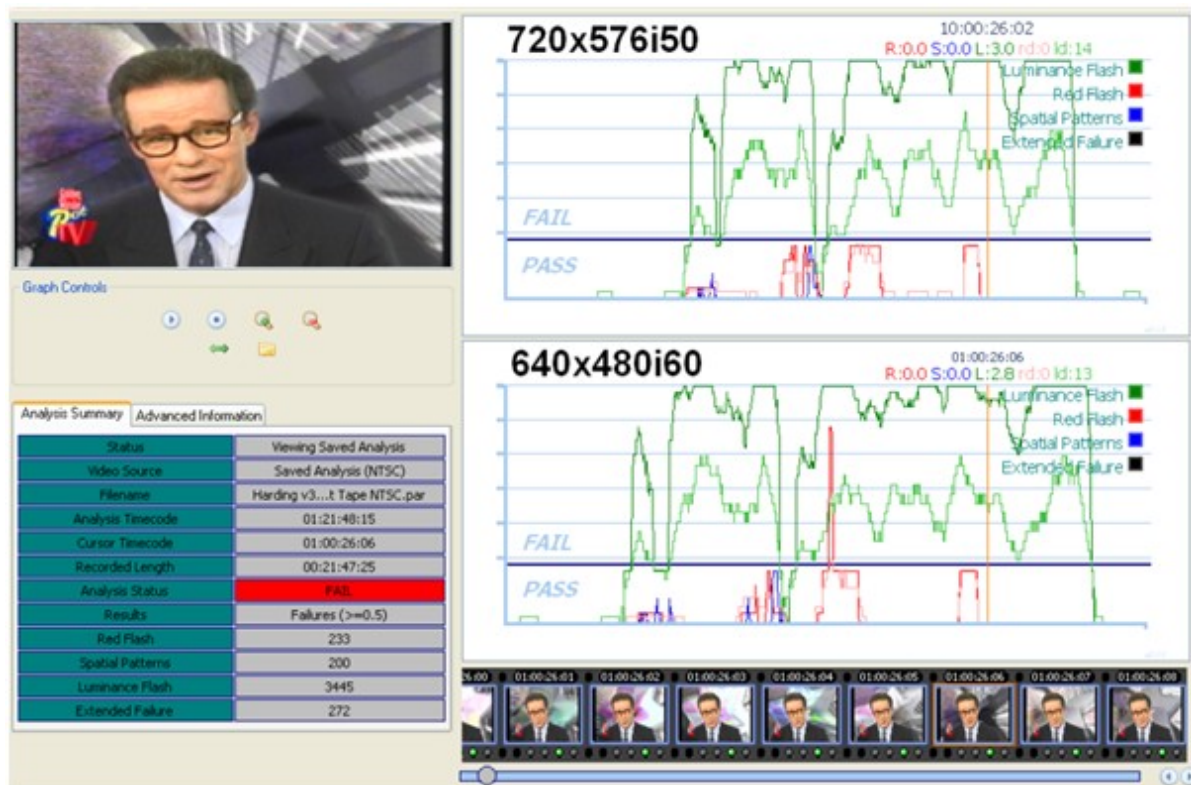 720x576i50
10:00:26:02
R:0.0 S:0.0 L:3.0 rd:0 ld:14
Luminance Flash
Red Flash
Spatial Patterns
Extended Failure
FAIL
PASS
TV
Graph Controls
640x480i60
01:00:26:06
R:0.0 S:0.0 L:2.8 rd:0 ld:13
Luminance Flash
Red Flash
Spatial Patterns
Extended Failure
FAIL
PASS
Analysis Summary Advanced Information
Status Viewing Saved Analysis
Video Source Saved Analysis (NTSC)
Filename Harding v3...t Tape NTSC.par
Analysis Timecode 01:21:48:15
Cursor Timecode 01:00:26:06
Recorded Length 00:21:47:25
Analysis Status FAIL
Results Failures (>=0.5)
Red Flash 233
Spatial Patterns 200
Luminance Flash 3445
Extended Failure 272
26:00 01:00:26:01 01:00:26:02 01:00:26:03 01:00:26:04 01:00:26:05 01:00:26:06 01:00:26:07 01:00:26:08